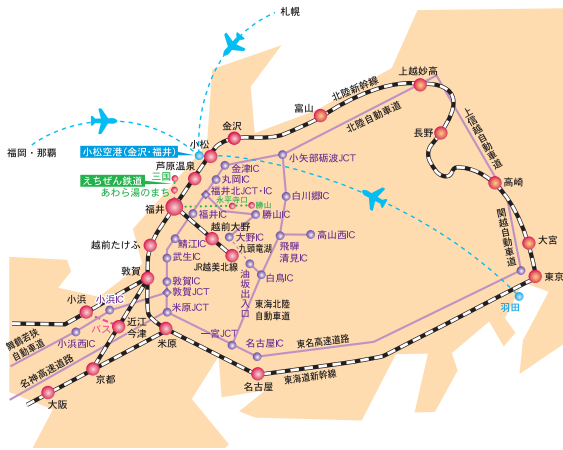 札幌
上越妙高
北陸新幹線
富山
北陸自動車道
上信越自動車道
金沢
長野
福岡・那覇
小松
小松空港(金沢・福井)
小矢部砺波JCT
芦原温泉
金津IC
三国
丸岡IC
えちぜん鉄道
高崎
あわら湯のまち
福井北JCT・IC
白川郷IC
永平寺口
勝山
福井
福井IC
勝山IC
関越自動車道
越前大野
大野IC
高山西IC
越前たけふ
鯖江IC
九頭竜湖
飛騨
清見IC
大宮
武生IC
JR越美北線
敦賀
白鳥IC
東京
敦賀IC
油坂出入口
敦賀JCT
小浜
小浜IC
羽田
米原JCT
東海北陸
自動車道
バス
近江
今津
舞鶴若狭
自動車道
小浜西IC
米原
一宮JCT
名古屋IC
東名高速道路
名神高速道路
京都
名古屋
東海道新幹線
大阪